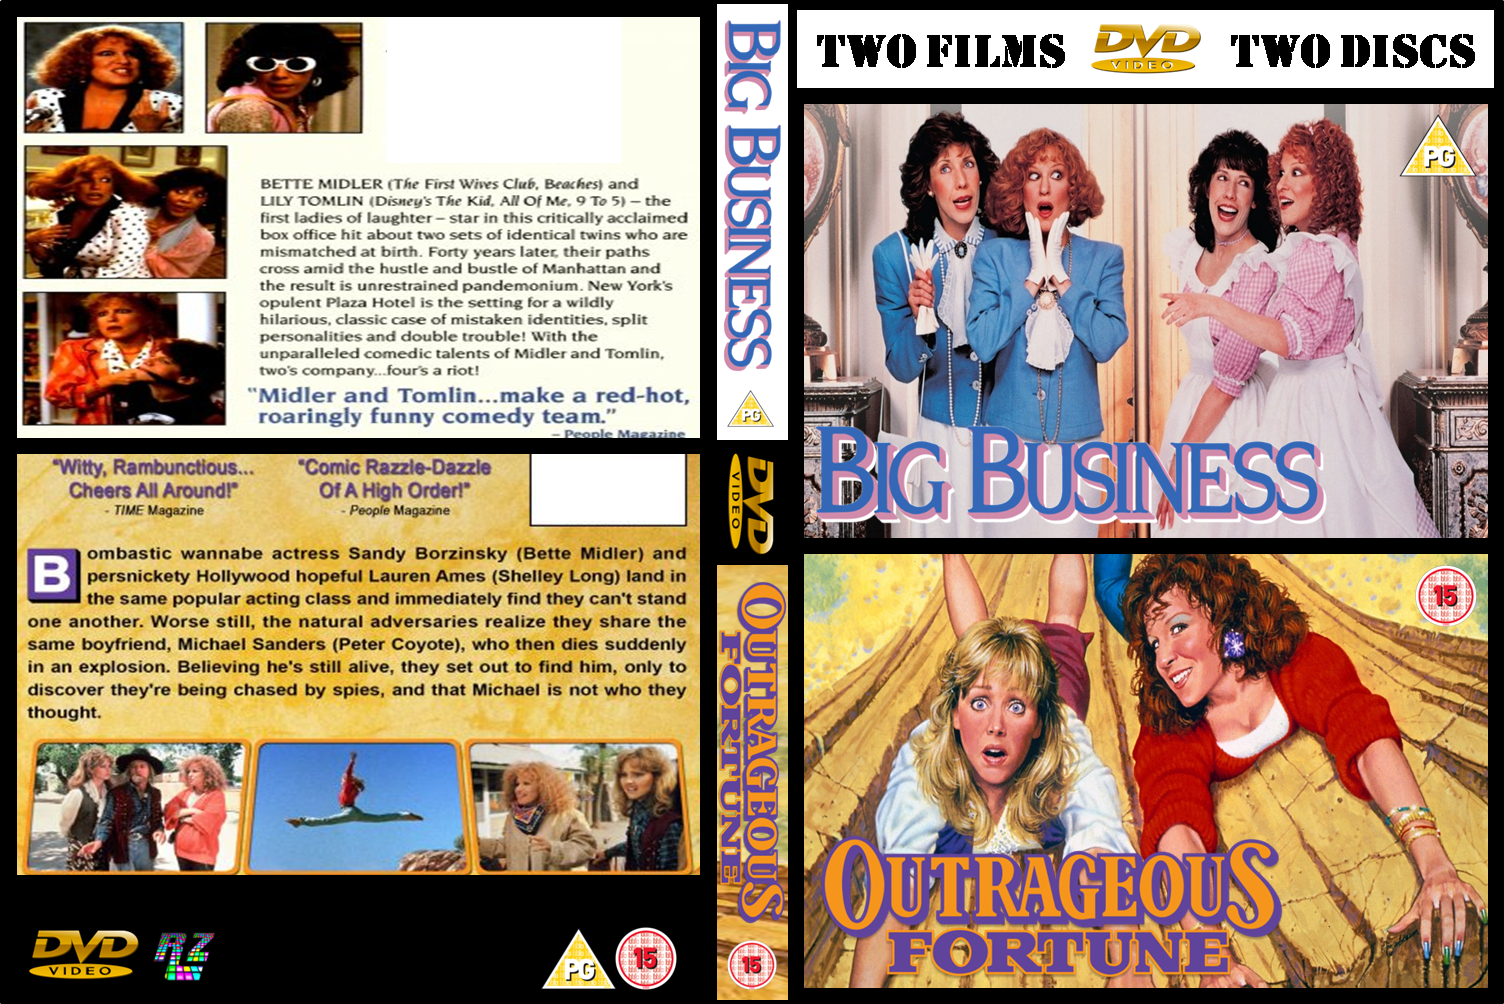 BETTE MIDLER (The First Wives Club, Beaches) and
LILY TOMLIN (Disney's The Kid, All Of Me, 9 To 5) – the
first ladies of laughter – star in this critically acclaimed
box office hit about two sets of identical twins who are
mismatched at birth. Forty years later, their paths
cross amid the hustle and bustle of Manhattan and
the result is unrestrained pandemonium. New York's
opulent Plaza Hotel is the setting for a wildly
hilarious, classic case of mistaken identities, split
personalities and double trouble! With the
unparalleled comedic talents of Midler and Tomlin,
two's company...four's a riot!
"Midler and Tomlin...make a red-hot,
roaringly funny comedy team."
– People Magazine
"Witty, Rambunctious...
Cheers All Around!"
- TIME Magazine
"Comic Razzle-Dazzle
Of A High Order!"
- People Magazine
Bombastic wannabe actress Sandy Borzinsky (Bette Midler) and
persnickety Hollywood hopeful Lauren Ames (Shelley Long) land in
the same popular acting class and immediately find they can't stand
one another. Worse still, the natural adversaries realize they share the
same boyfriend, Michael Sanders (Peter Coyote), who then dies suddenly
in an explosion. Believing he's still alive, they set out to find him, only to
discover they're being chased by spies, and that Michael is not who they
thought.
DVD
VIDEO
PG
15
BIG BUSINESS
PG
DVD
VIDEO
OUTRAGEOUS
FORTUNE
15
TWO FILMS
DVD
VIDEO
TWO DISCS
PG
BIG BUSINESS
15
OUTRAGEOUS
FORTUNE